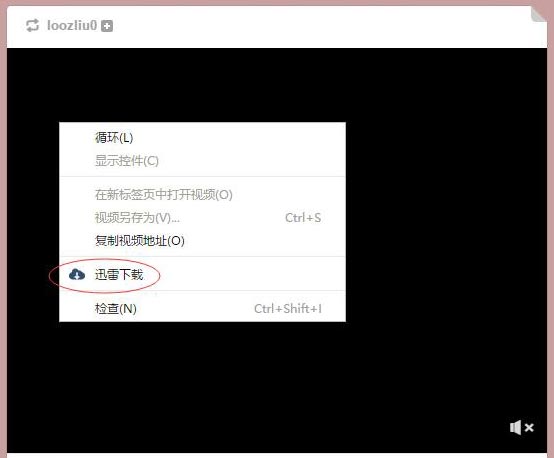 loozliu0
循环(L)
显示控件(C)
在新标签页中打开视频(O)
视频另存为(V)... Ctrl+S
复制视频地址(O)
迅雷下载
检查(N) Ctrl+Shift+I